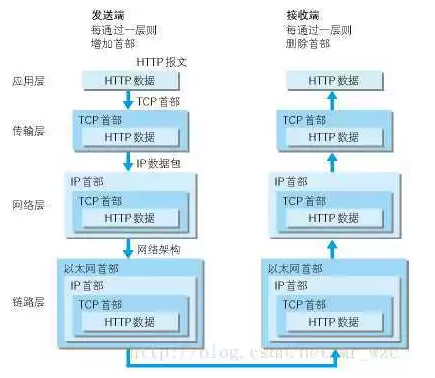 发送端
每通过一层则
增加首部
接收端
每通过一层则
删除首部
HTTP 报文
应用层
HTTP 数据
HTTP 数据
TCP 首部
传输层
TCP 首部
HTTP 数据
TCP 首部
HTTP 数据
IP 数据包
网络层
IP 首部
TCP 首部
HTTP 数据
IP 首部
TCP 首部
HTTP 数据
网络架构
链路层
以太网首部
IP 首部
TCP 首部
HTTP 数据
以太网首部
IP 首部
TCP 首部
HTTP 数据